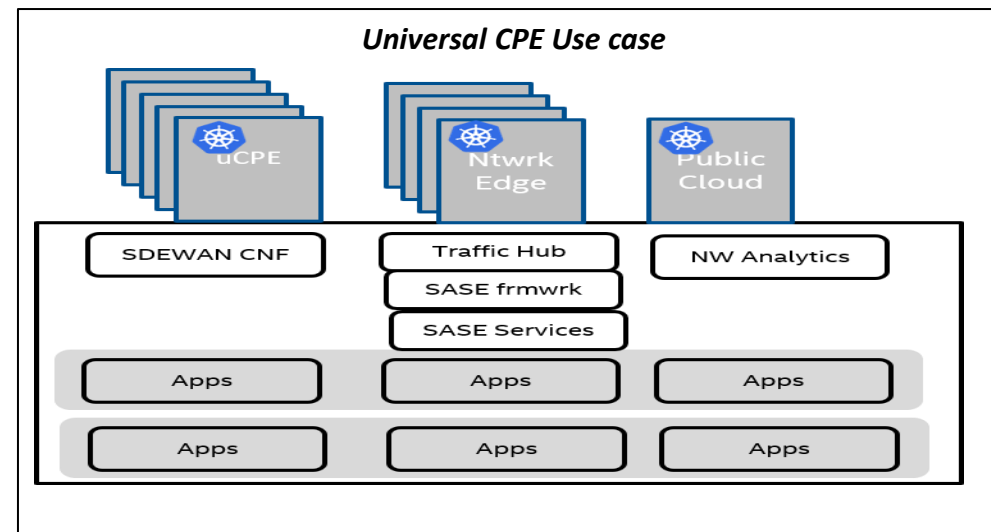 Universal CPE Use case
uCPE
Ntwrk
Edge
Public
Cloud
SDEWAN CNF
Traffic Hub
NW Analytics
SASE frmwrk
SASE Services
Apps
Apps
Apps
Apps
Apps
Apps